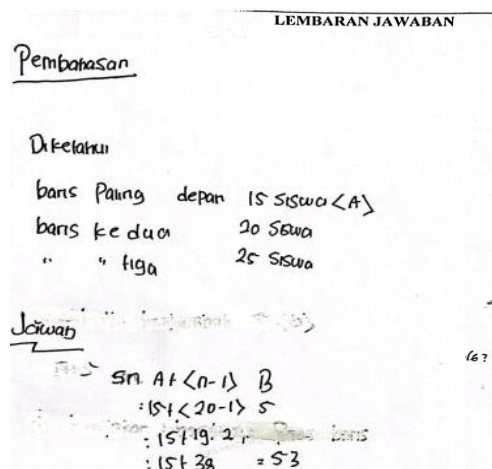 LEMBARAN JAWABAN
Pembahasan
Diketahui
baris Paling depan 15 siswa <A>
baris kedua 20 siswa
" " tiga 25 siswa
Jawab
Sn. A + <n-1> B
: 15 + <20-1> 5
: 15 + 19. 2
: 15 + 38 = 53